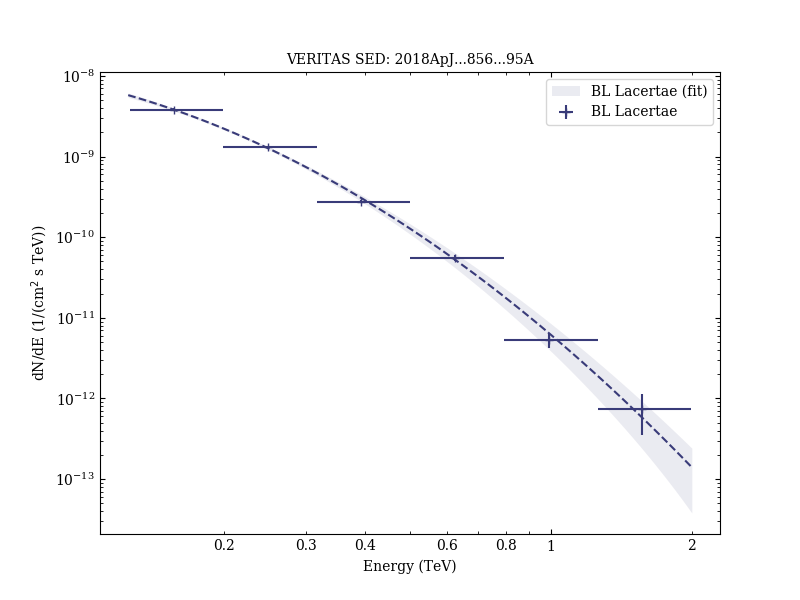 VERITAS SED: 2018ApJ...856...95A
BL Lacertae (fit)
BL Lacertae
dN/dE (1/(cm² s TeV))
10⁻⁸
10⁻⁹
10⁻¹⁰
10⁻¹¹
10⁻¹²
10⁻¹³
0.2 0.3 0.4 0.6 0.8 1 2
Energy (TeV)